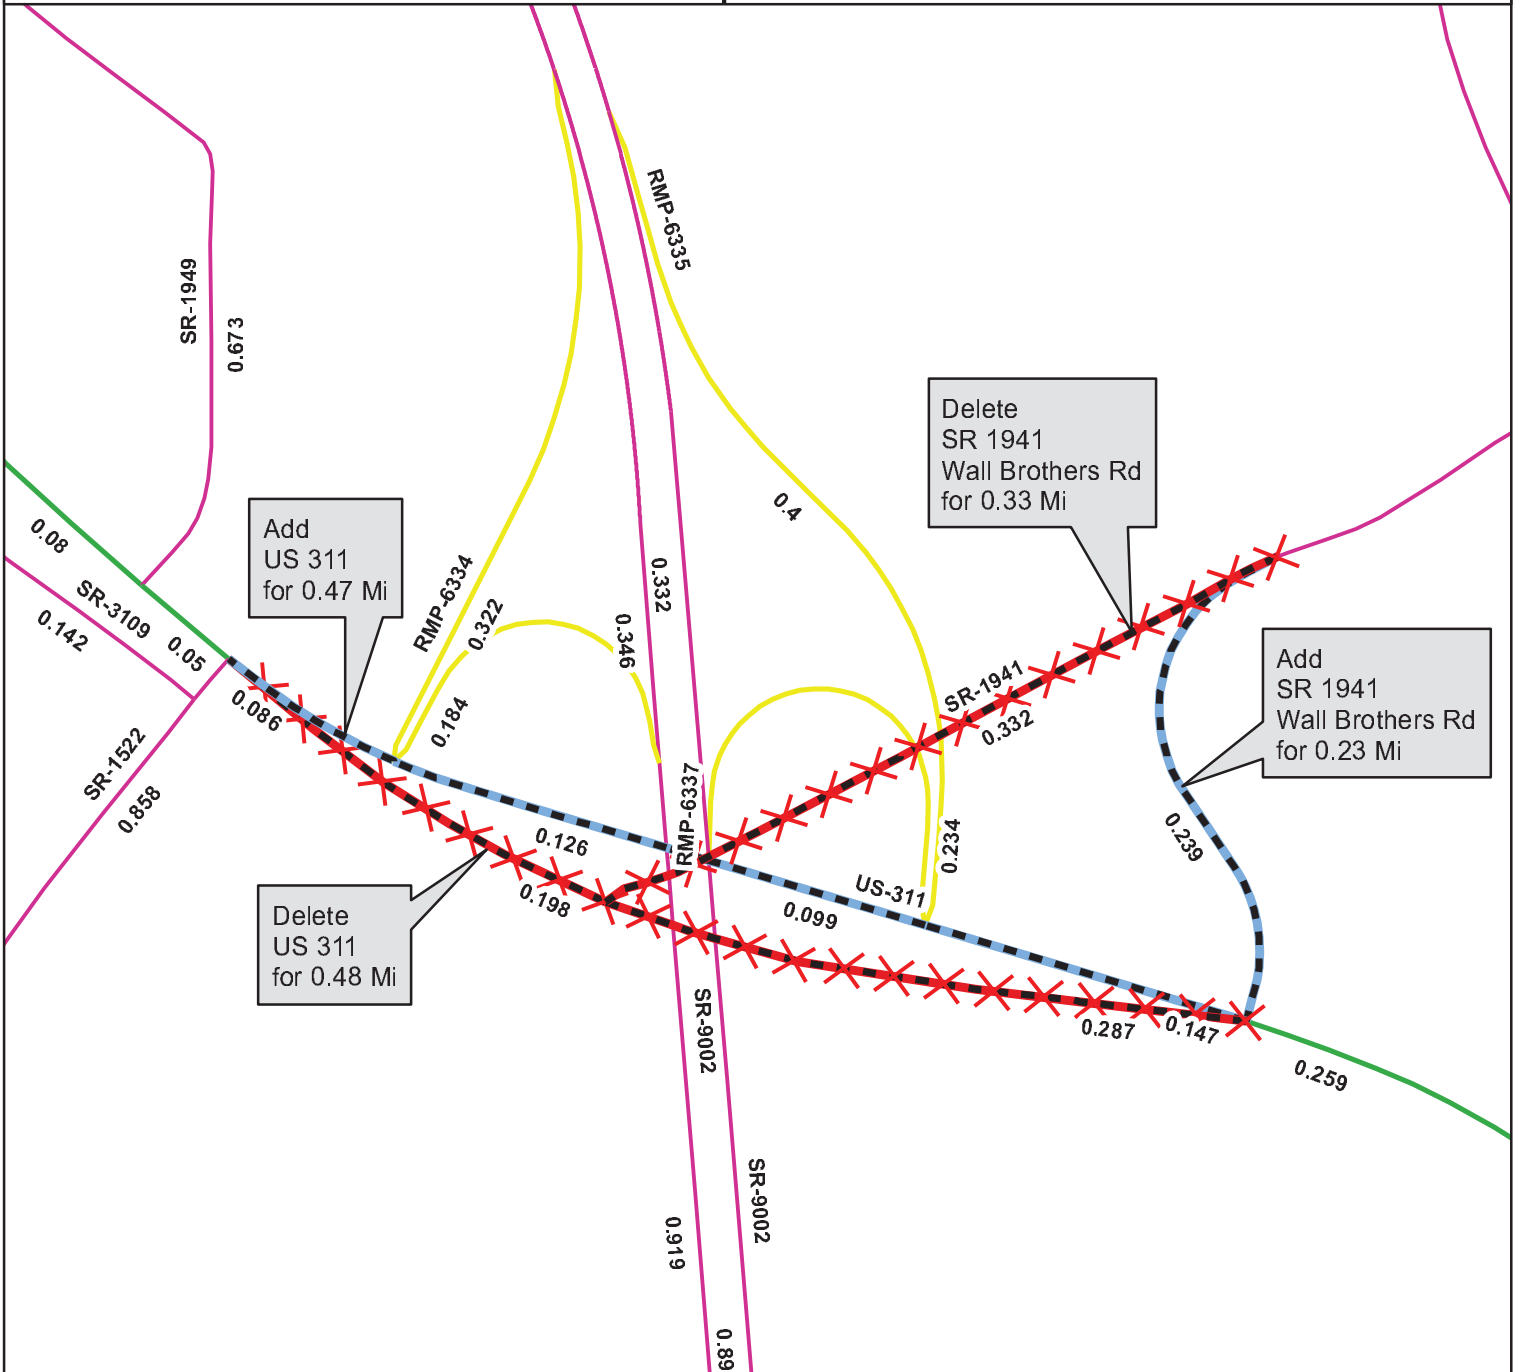 RMP-6335
SR-1949
0.673
Delete
SR 1941
Wall Brothers Rd
for 0.33 Mi
0.4
Add
US 311
for 0.47 Mi
0.08
SR-3109
0.142
0.05
RMP-6334
0.322
0.332
0.346
0.184
0.086
SR-1941
0.332
Add
SR 1941
Wall Brothers Rd
for 0.23 Mi
SR-1522
0.858
RMP-6337
0.126
0.234
0.239
US-311
0.099
0.198
Delete
US 311
for 0.48 Mi
SR-9002
0.287
0.147
0.259
SR-9002
0.919
0.89